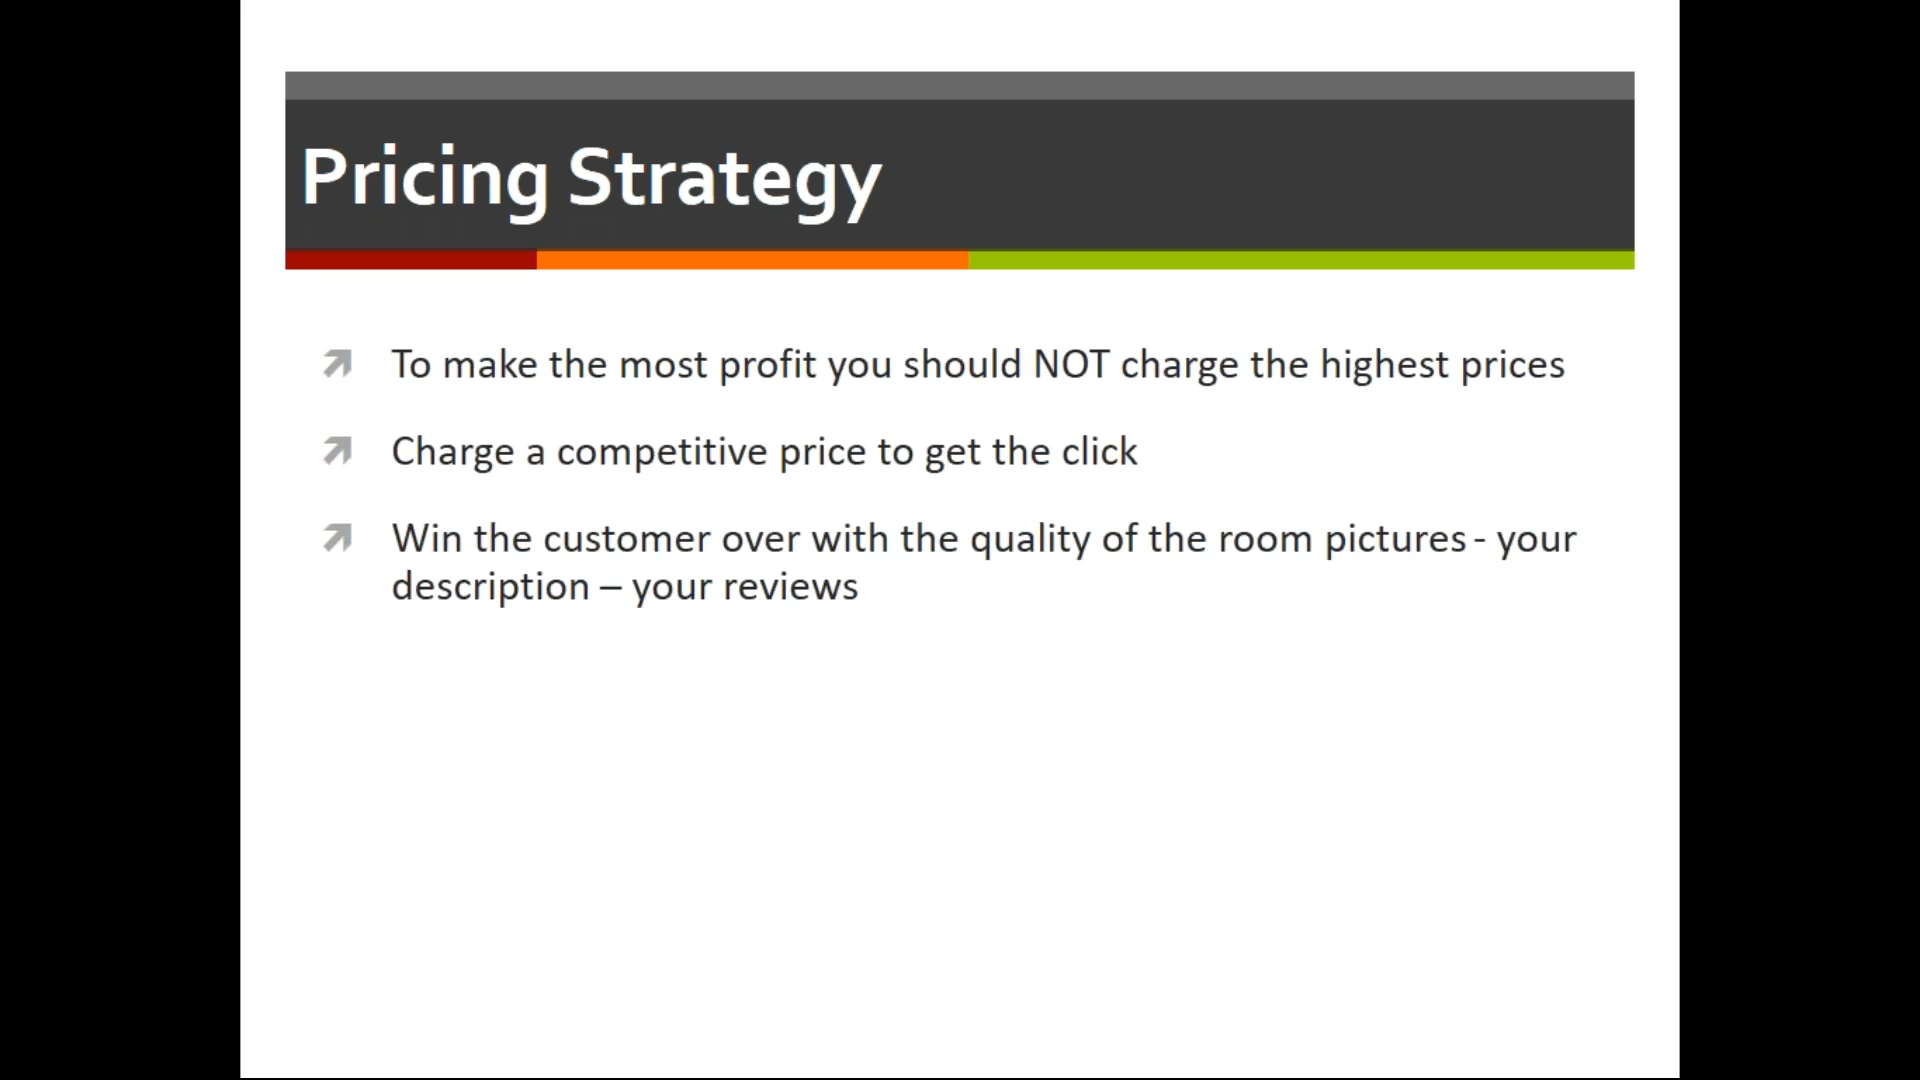 Pricing Strategy
To make the most profit you should NOT charge the highest prices
Charge a competitive price to get the click
Win the customer over with the quality of the room pictures - your
description – your reviews